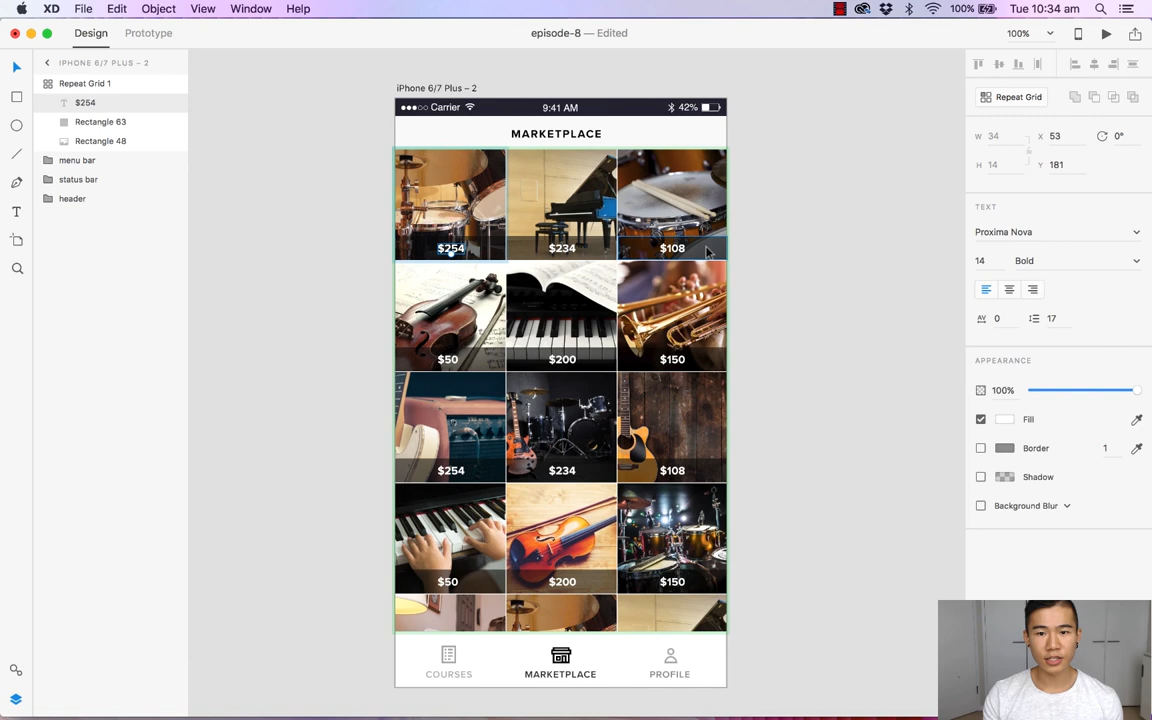 XD File Edit Object View Window Help 100% Tue 10:34 am
Design Prototype episode-8 — Edited 100%
IPHONE 6/7 PLUS – 2
Repeat Grid 1
$254
Rectangle 63
Rectangle 48
menu bar
status bar
header
iPhone 6/7 Plus – 2
Carrier 9:41 AM 42%
MARKETPLACE
$254 $234 $108
$50 $200 $150
$254 $234 $108
$50 $200 $150
COURSES MARKETPLACE PROFILE
Repeat Grid
W 34 X 53 0°
H 14 Y 181
TEXT
Proxima Nova
14 Bold
AV 0 17
APPEARANCE
100%
Fill
Border 1
Shadow
Background Blur